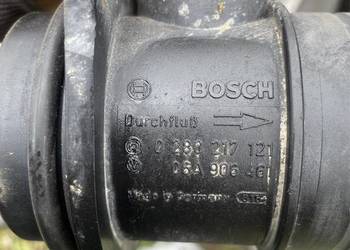 BOSCH
Durchfluß
0 280 217 121
06A 906 461
Made in Germany